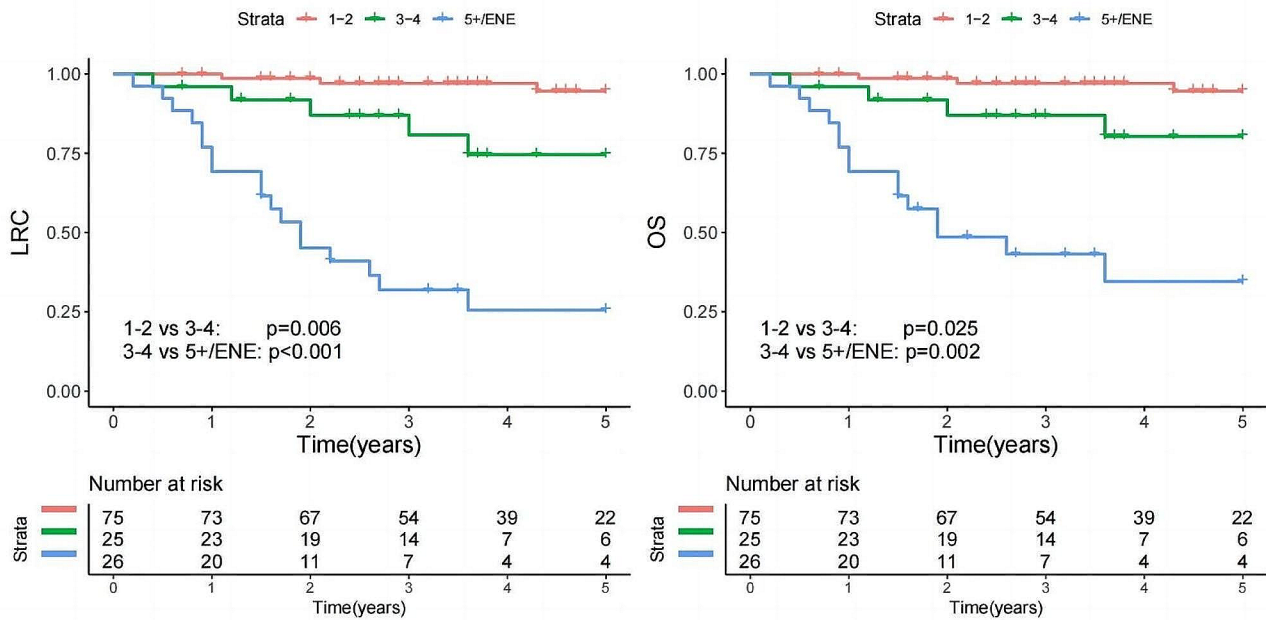 Strata 1-2 3-4 5+/ENE
LRC
1.00
0.75
0.50
0.25
0.00
1-2 vs 3-4: p=0.006
3-4 vs 5+/ENE: p<0.001
0 1 2 3 4 5
Time(years)
Number at risk
Strata
75 73 67 54 39 22
25 23 19 14 7 6
26 20 11 7 4 4
0 1 2 3 4 5
Time(years)
Strata 1-2 3-4 5+/ENE
OS
1.00
0.75
0.50
0.25
0.00
1-2 vs 3-4: p=0.025
3-4 vs 5+/ENE: p=0.002
0 1 2 3 4 5
Time(years)
Number at risk
Strata
75 73 67 54 39 22
25 23 19 14 7 6
26 20 11 7 4 4
0 1 2 3 4 5
Time(years)